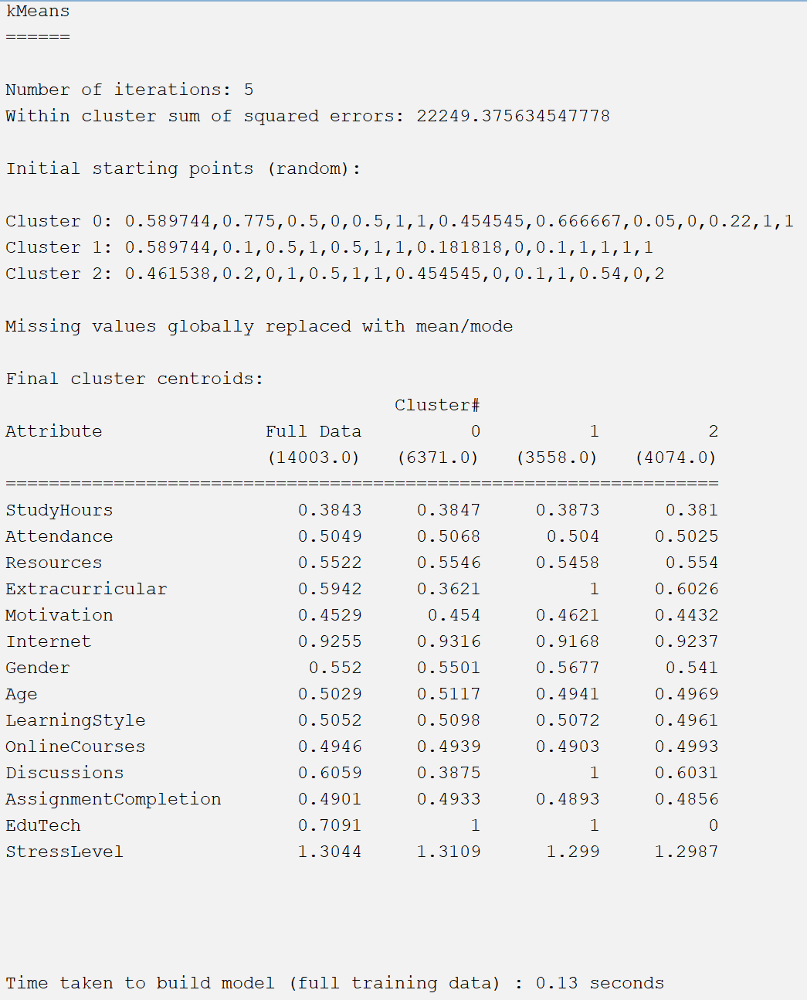 kMeans
======
Number of iterations: 5
Within cluster sum of squared errors: 22249.375634547778
Initial starting points (random):
Cluster 0: 0.589744,0.775,0.5,0,0.5,1,1,0.454545,0.666667,0.05,0,0.22,1,1
Cluster 1: 0.589744,0.1,0.5,1,0.5,1,1,0.181818,0,0.1,1,1,1,1
Cluster 2: 0.461538,0.2,0,1,0.5,1,1,0.454545,0,0.1,1,0.54,0,2
Missing values globally replaced with mean/mode
Final cluster centroids:
Cluster#
Attribute Full Data 0 1 2
(14003.0) (6371.0) (3558.0) (4074.0)
==================================================================
StudyHours 0.3843 0.3847 0.3873 0.381
Attendance 0.5049 0.5068 0.504 0.5025
Resources 0.5522 0.5546 0.5458 0.554
Extracurricular 0.5942 0.3621 1 0.6026
Motivation 0.4529 0.454 0.4621 0.4432
Internet 0.9255 0.9316 0.9168 0.9237
Gender 0.552 0.5501 0.5677 0.541
Age 0.5029 0.5117 0.4941 0.4969
LearningStyle 0.5052 0.5098 0.5072 0.4961
OnlineCourses 0.4946 0.4939 0.4903 0.4993
Discussions 0.6059 0.3875 1 0.6031
AssignmentCompletion 0.4901 0.4933 0.4893 0.4856
EduTech 0.7091 1 1 0
StressLevel 1.3044 1.3109 1.299 1.2987
Time taken to build model (full training data) : 0.13 seconds